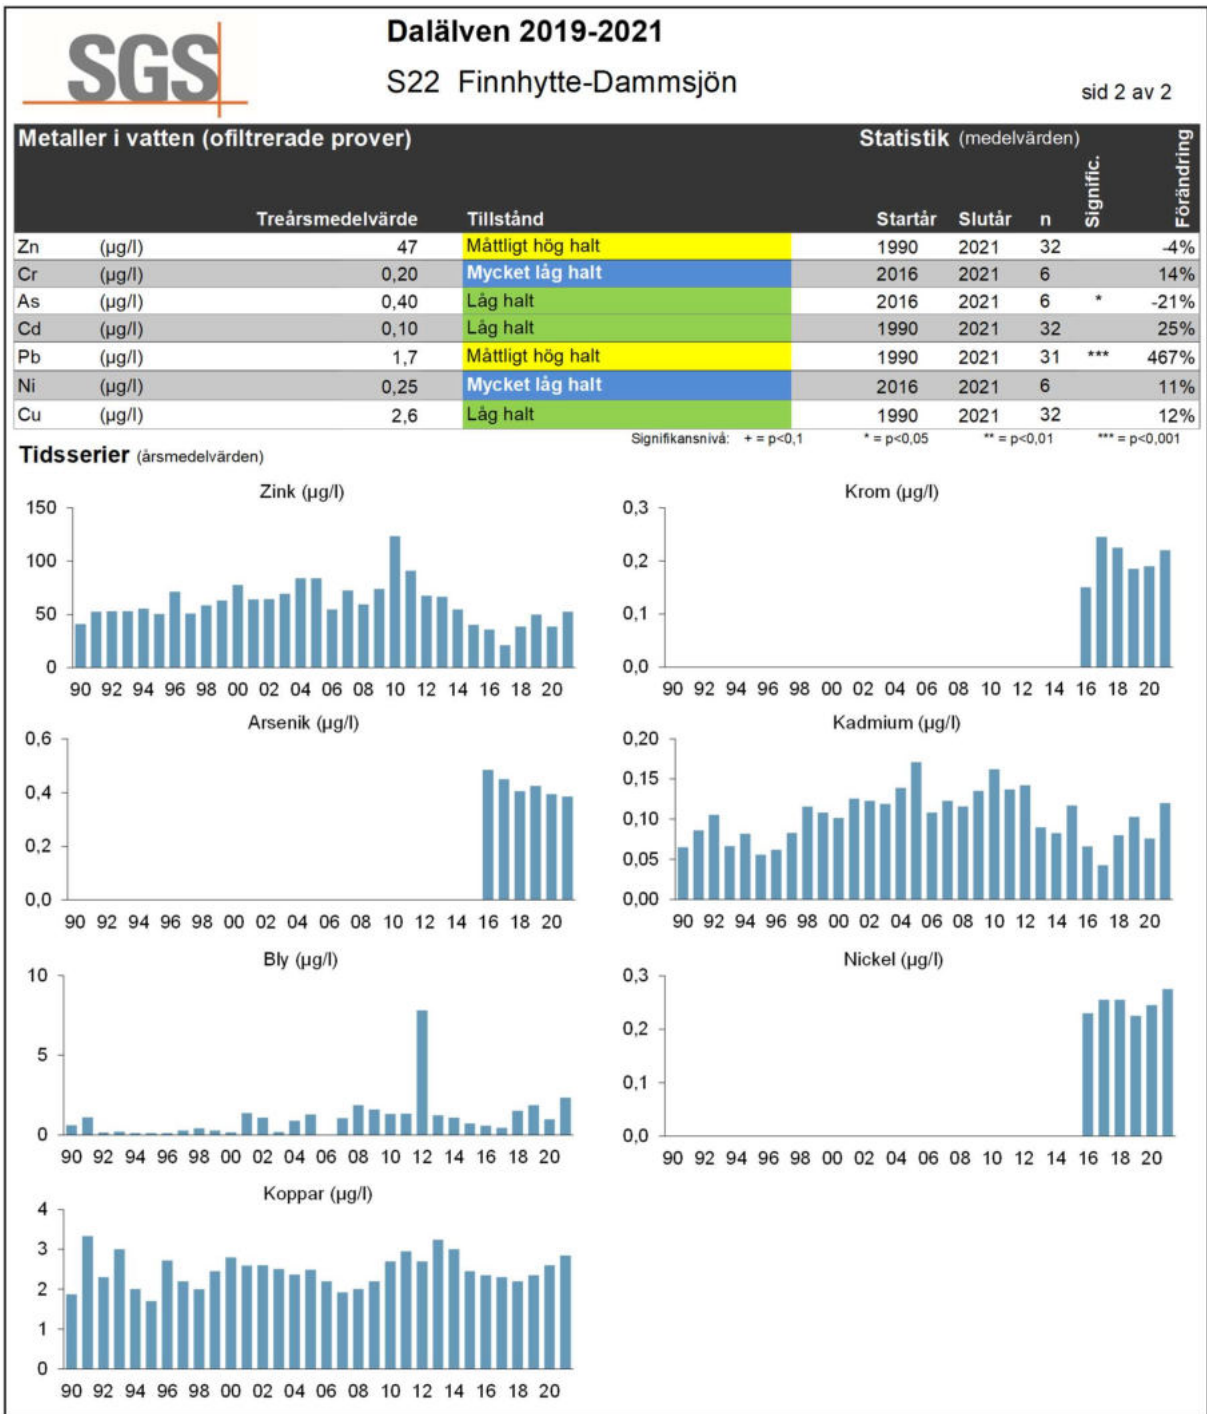 SGS
Dalälven 2019-2021
S22 Finnhytte-Dammsjön
sid 2 av 2
Metaller i vatten (ofiltrerade prover) Statistik (medelvärden)
Treårsmedelvärde Tillstånd Startår Slutår n Signific. Förändring
Zn (µg/l) 47 Måttligt hög halt 1990 2021 32 -4%
Cr (µg/l) 0,20 Mycket låg halt 2016 2021 6 14%
As (µg/l) 0,40 Låg halt 2016 2021 6 * -21%
Cd (µg/l) 0,10 Låg halt 1990 2021 32 25%
Pb (µg/l) 1,7 Måttligt hög halt 1990 2021 31 *** 467%
Ni (µg/l) 0,25 Mycket låg halt 2016 2021 6 11%
Cu (µg/l) 2,6 Låg halt 1990 2021 32 12%
Signifikansnivå: + = p<0,1 * = p<0,05 ** = p<0,01 *** = p<0,001
Tidsserier (årsmedelvärden)
Zink (µg/l)
150
100
50
0
90 92 94 96 98 00 02 04 06 08 10 12 14 16 18 20
Krom (µg/l)
0,3
0,2
0,1
0,0
90 92 94 96 98 00 02 04 06 08 10 12 14 16 18 20
Arsenik (µg/l)
0,6
0,4
0,2
0,0
90 92 94 96 98 00 02 04 06 08 10 12 14 16 18 20
Kadmium (µg/l)
0,20
0,15
0,10
0,05
0,00
90 92 94 96 98 00 02 04 06 08 10 12 14 16 18 20
Bly (µg/l)
10
5
0
90 92 94 96 98 00 02 04 06 08 10 12 14 16 18 20
Nickel (µg/l)
0,3
0,2
0,1
0,0
90 92 94 96 98 00 02 04 06 08 10 12 14 16 18 20
Koppar (µg/l)
4
3
2
1
0
90 92 94 96 98 00 02 04 06 08 10 12 14 16 18 20